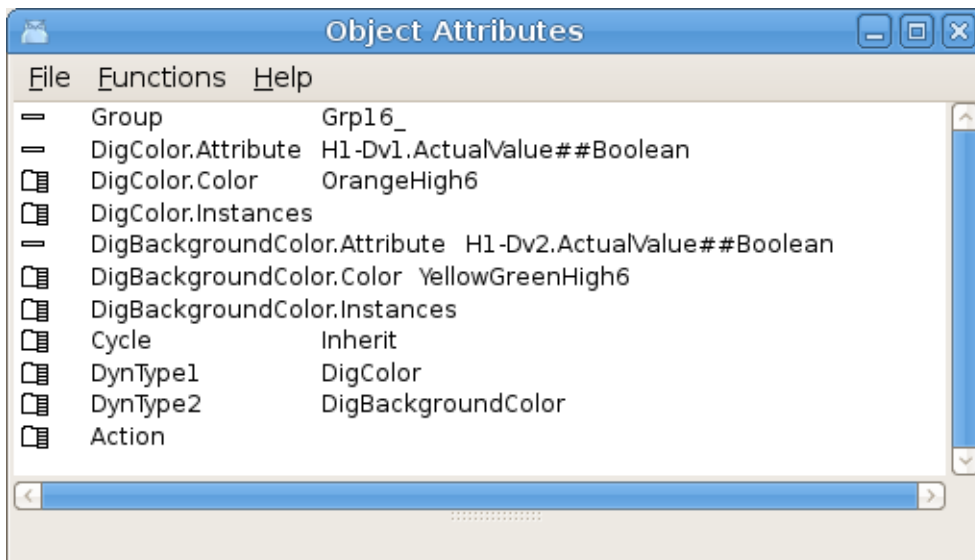 Object Attributes
File Functions Help
Group Grp16_
DigColor.Attribute H1-Dv1.ActualValue##Boolean
DigColor.Color OrangeHigh6
DigColor.Instances
DigBackgroundColor.Attribute H1-Dv2.ActualValue##Boolean
DigBackgroundColor.Color YellowGreenHigh6
DigBackgroundColor.Instances
Cycle Inherit
DynType1 DigColor
DynType2 DigBackgroundColor
Action